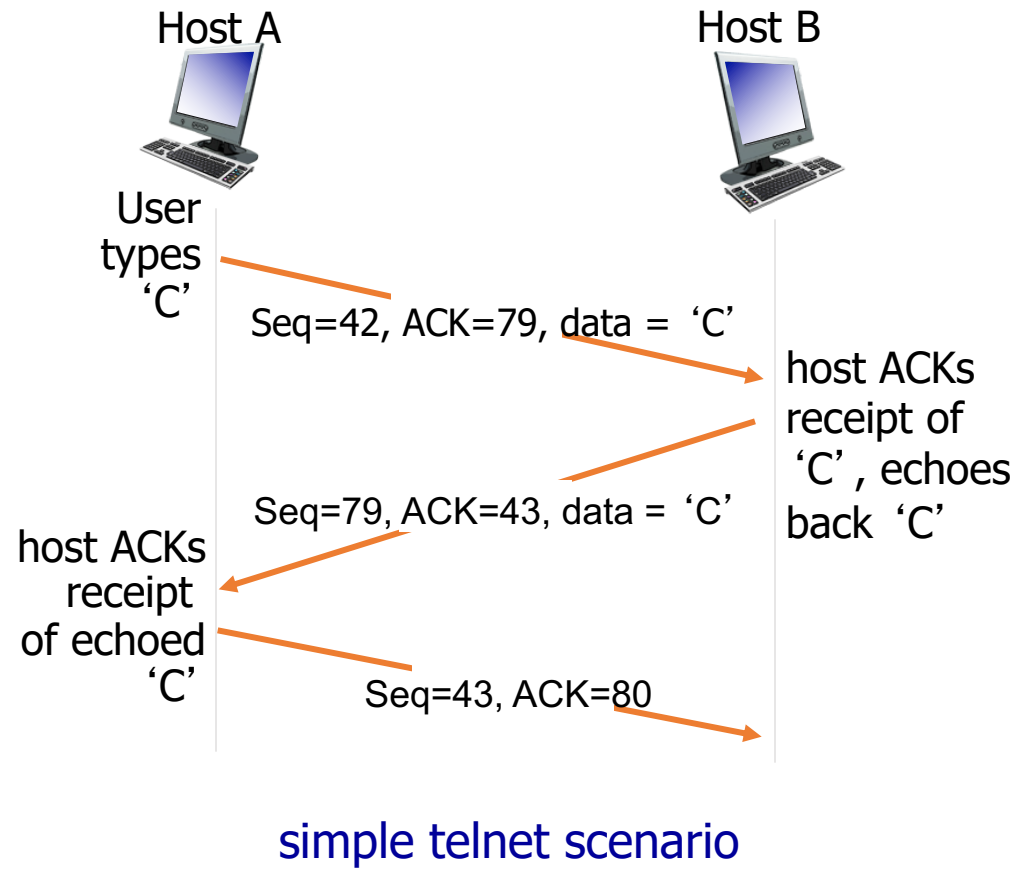 Host A
Host B
User
types
‘C’
Seq=42, ACK=79, data = ‘C’
host ACKs
receipt of
‘C’, echoes
back ‘C’
Seq=79, ACK=43, data = ‘C’
host ACKs
receipt
of echoed
‘C’
Seq=43, ACK=80
simple telnet scenario